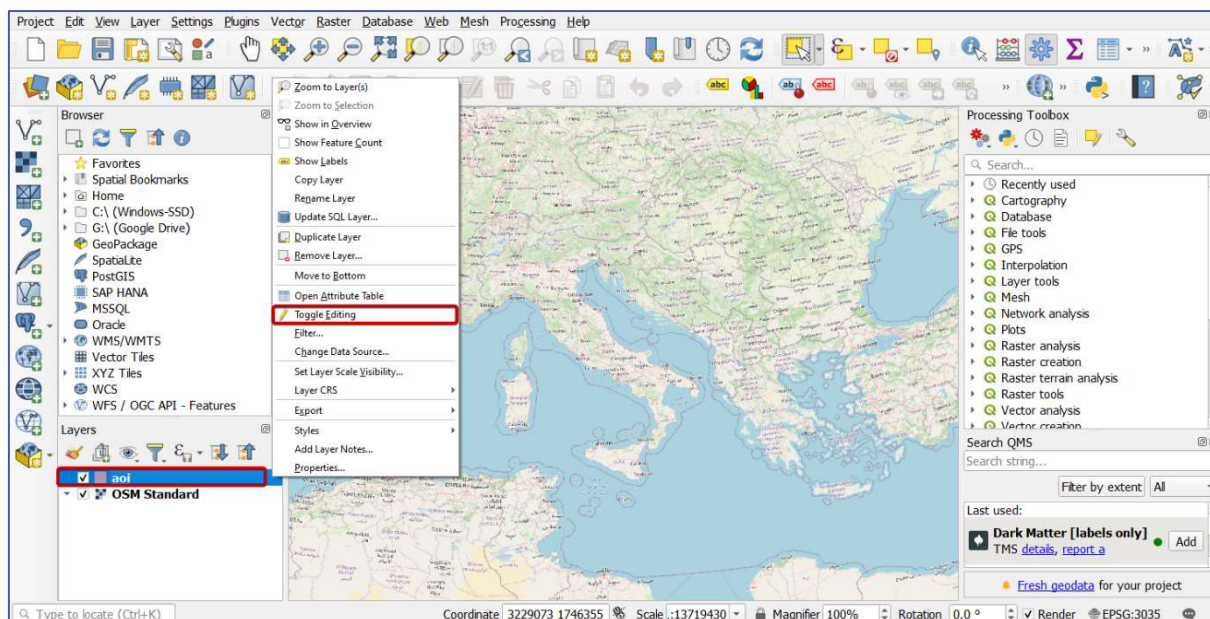 Project Edit View Layer Settings Plugins Vector Raster Database Web Mesh Processing Help
abc ab abc
Browser
Favorites
Spatial Bookmarks
Home
C:\ (Windows-SSD)
G:\ (Google Drive)
GeoPackage
SpatiaLite
PostGIS
SAP HANA
MSSQL
Oracle
WMS/WMTS
Vector Tiles
XYZ Tiles
WCS
WFS / OGC API - Features
Layers
aoi
OSM Standard
Zoom to Layer(s)
Zoom to Selection
Show in Overview
Show Feature Count
Show Labels
Copy Layer
Rename Layer
Update SQL Layer...
Duplicate Layer
Remove Layer...
Move to Bottom
Open Attribute Table
Toggle Editing
Filter...
Change Data Source...
Set Layer Scale Visibility...
Layer CRS
Export
Styles
Add Layer Notes...
Properties...
Processing Toolbox
Search...
Recently used
Cartography
Database
File tools
GPS
Interpolation
Layer tools
Mesh
Network analysis
Plots
Raster analysis
Raster creation
Raster terrain analysis
Raster tools
Vector analysis
Vector creation
Search QMS
Search string...
Filter by extent All
Last used:
Dark Matter [labels only]
TMS details, report a
Add
Fresh geodata for your project
Type to locate (Ctrl+K) Coordinate 3229073 1746355 Scale .:13719430 Magnifier 100% Rotation 0.0 ° Render EPSG:3035